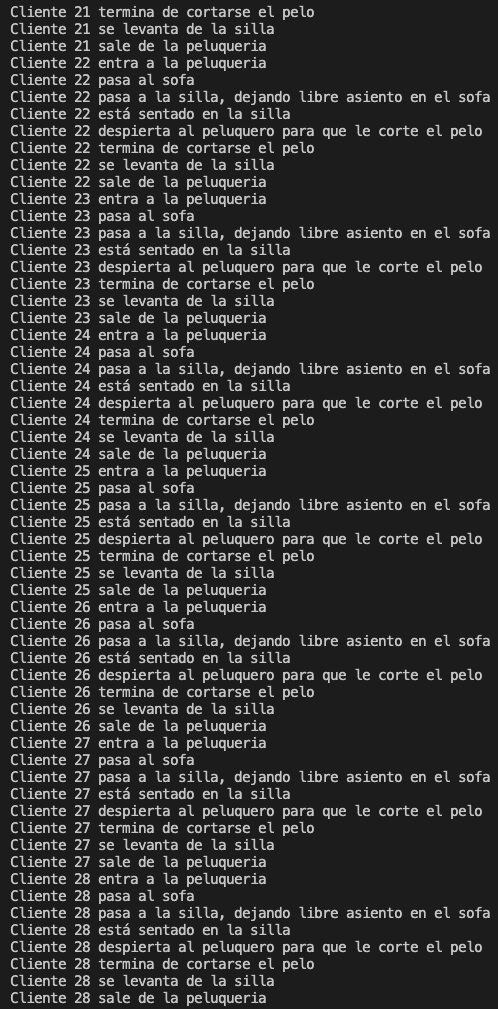 Cliente 21 termina de cortarse el pelo
Cliente 21 se levanta de la silla
Cliente 21 sale de la peluqueria
Cliente 22 entra a la peluqueria
Cliente 22 pasa al sofa
Cliente 22 pasa a la silla, dejando libre asiento en el sofa
Cliente 22 está sentado en la silla
Cliente 22 despierta al peluquero para que le corte el pelo
Cliente 22 termina de cortarse el pelo
Cliente 22 se levanta de la silla
Cliente 22 sale de la peluqueria
Cliente 23 entra a la peluqueria
Cliente 23 pasa al sofa
Cliente 23 pasa a la silla, dejando libre asiento en el sofa
Cliente 23 está sentado en la silla
Cliente 23 despierta al peluquero para que le corte el pelo
Cliente 23 termina de cortarse el pelo
Cliente 23 se levanta de la silla
Cliente 23 sale de la peluqueria
Cliente 24 entra a la peluqueria
Cliente 24 pasa al sofa
Cliente 24 pasa a la silla, dejando libre asiento en el sofa
Cliente 24 está sentado en la silla
Cliente 24 despierta al peluquero para que le corte el pelo
Cliente 24 termina de cortarse el pelo
Cliente 24 se levanta de la silla
Cliente 24 sale de la peluqueria
Cliente 25 entra a la peluqueria
Cliente 25 pasa al sofa
Cliente 25 pasa a la silla, dejando libre asiento en el sofa
Cliente 25 está sentado en la silla
Cliente 25 despierta al peluquero para que le corte el pelo
Cliente 25 termina de cortarse el pelo
Cliente 25 se levanta de la silla
Cliente 25 sale de la peluqueria
Cliente 26 entra a la peluqueria
Cliente 26 pasa al sofa
Cliente 26 pasa a la silla, dejando libre asiento en el sofa
Cliente 26 está sentado en la silla
Cliente 26 despierta al peluquero para que le corte el pelo
Cliente 26 termina de cortarse el pelo
Cliente 26 se levanta de la silla
Cliente 26 sale de la peluqueria
Cliente 27 entra a la peluqueria
Cliente 27 pasa al sofa
Cliente 27 pasa a la silla, dejando libre asiento en el sofa
Cliente 27 está sentado en la silla
Cliente 27 despierta al peluquero para que le corte el pelo
Cliente 27 termina de cortarse el pelo
Cliente 27 se levanta de la silla
Cliente 27 sale de la peluqueria
Cliente 28 entra a la peluqueria
Cliente 28 pasa al sofa
Cliente 28 pasa a la silla, dejando libre asiento en el sofa
Cliente 28 está sentado en la silla
Cliente 28 despierta al peluquero para que le corte el pelo
Cliente 28 termina de cortarse el pelo
Cliente 28 se levanta de la silla
Cliente 28 sale de la peluqueria